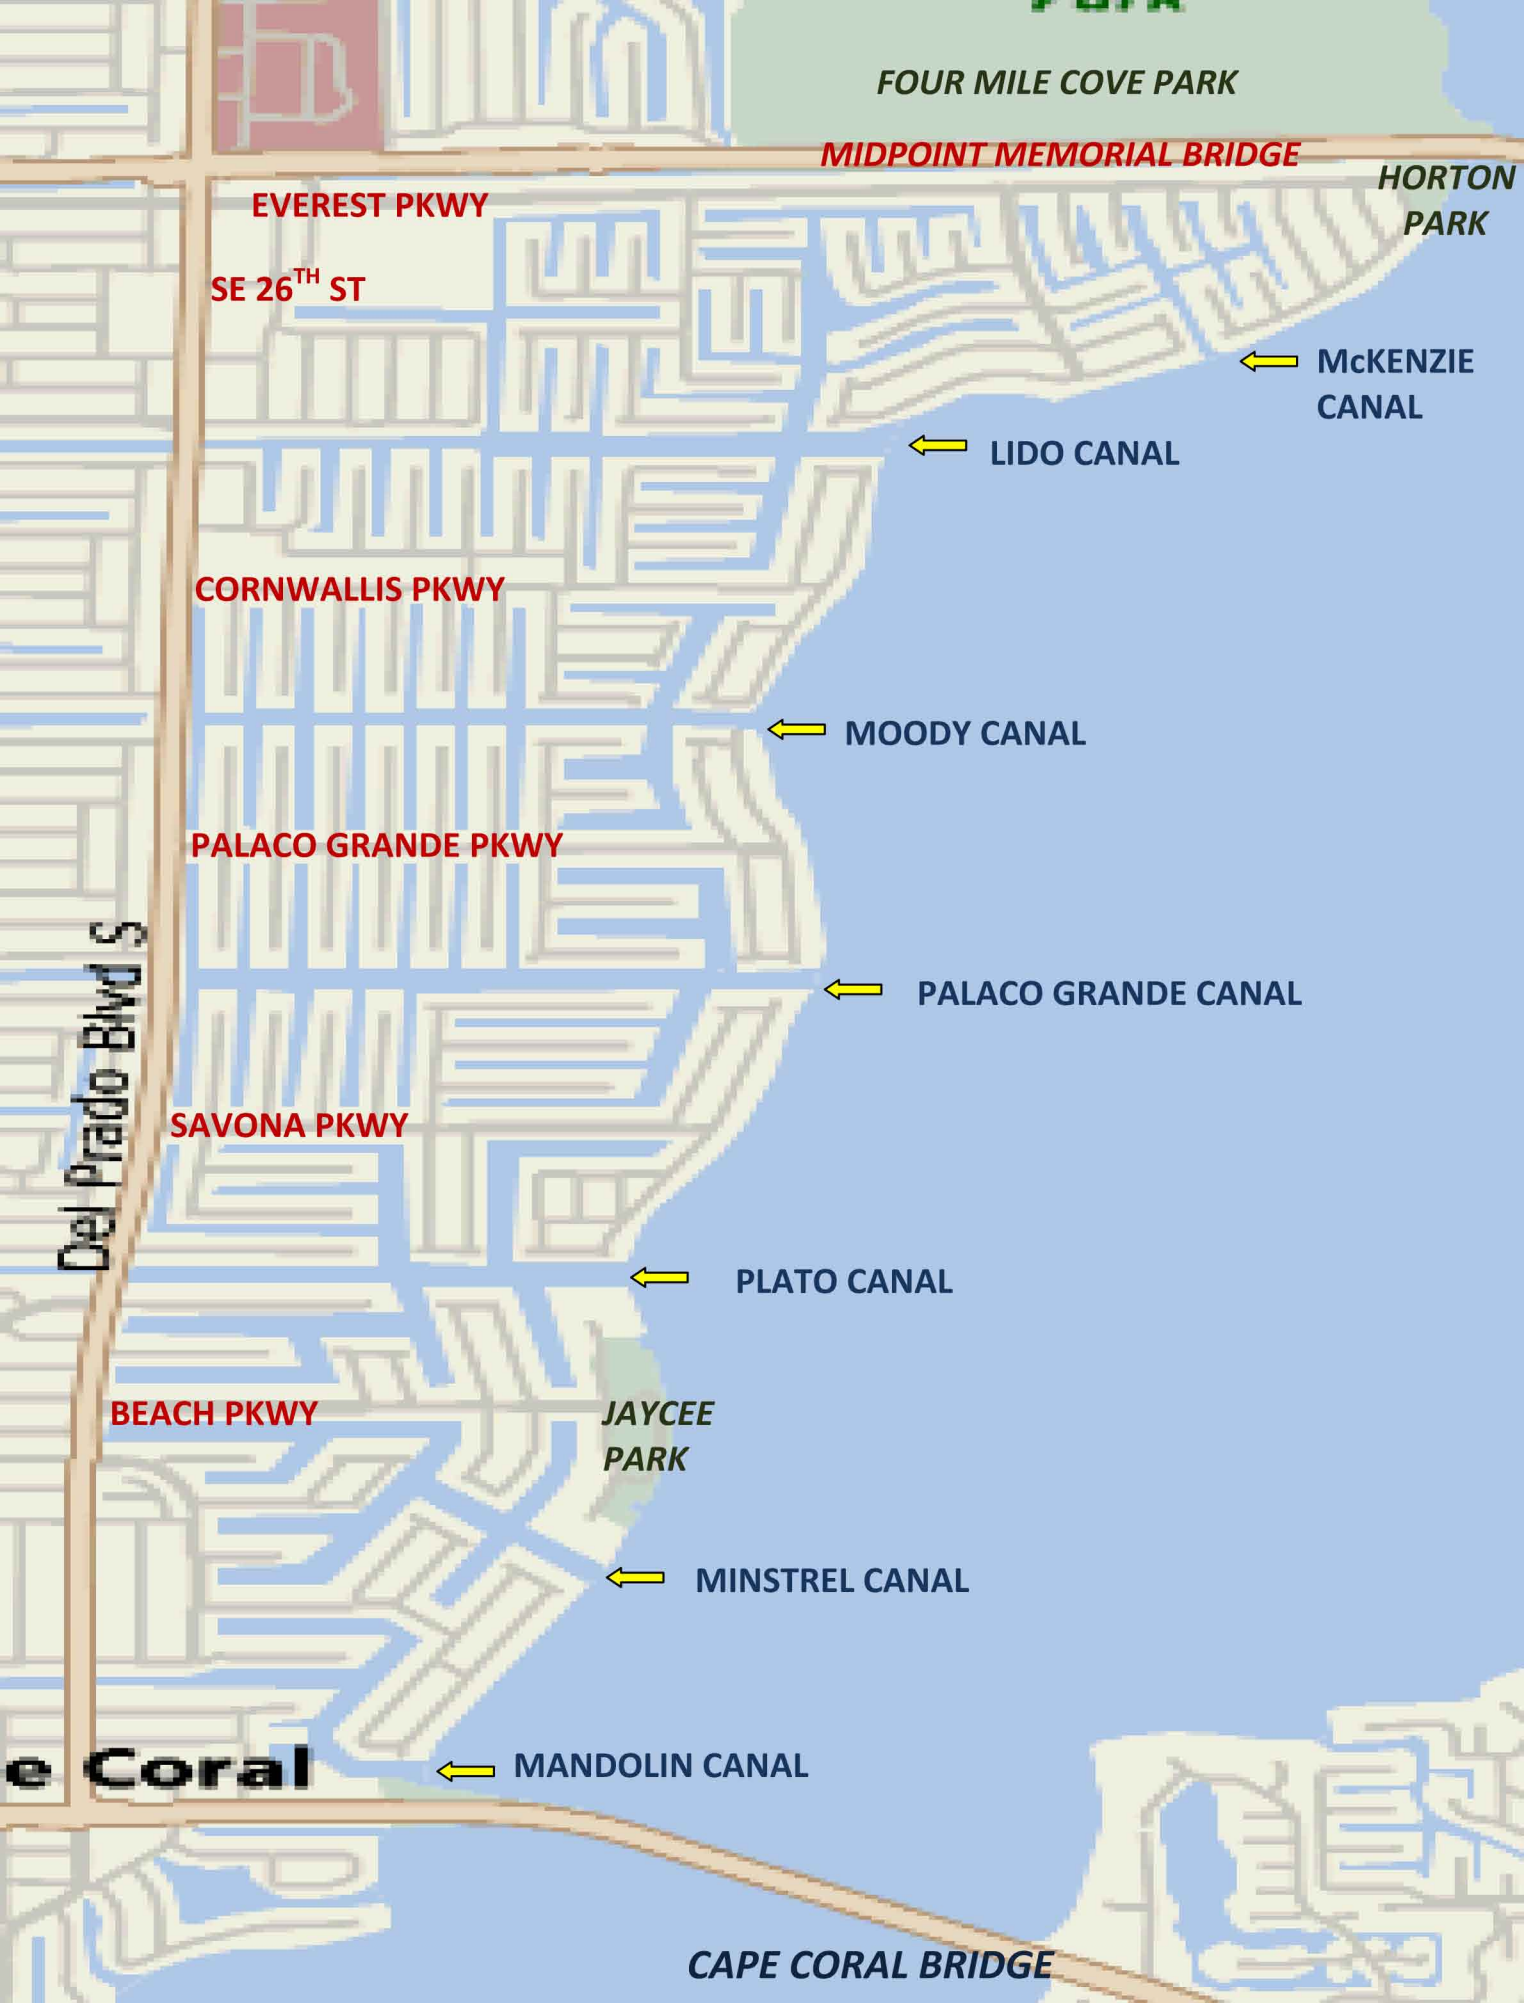 FOUR MILE COVE PARK
MIDPOINT MEMORIAL BRIDGE
HORTON
PARK
EVEREST PKWY
SE 26TH ST
McKENZIE
CANAL
LIDO CANAL
CORNWALLIS PKWY
MOODY CANAL
PALACO GRANDE PKWY
Del Prado Blvd S
PALACO GRANDE CANAL
SAVONA PKWY
PLATO CANAL
BEACH PKWY
JAYCEE
PARK
MINSTREL CANAL
e Coral
MANDOLIN CANAL
CAPE CORAL BRIDGE